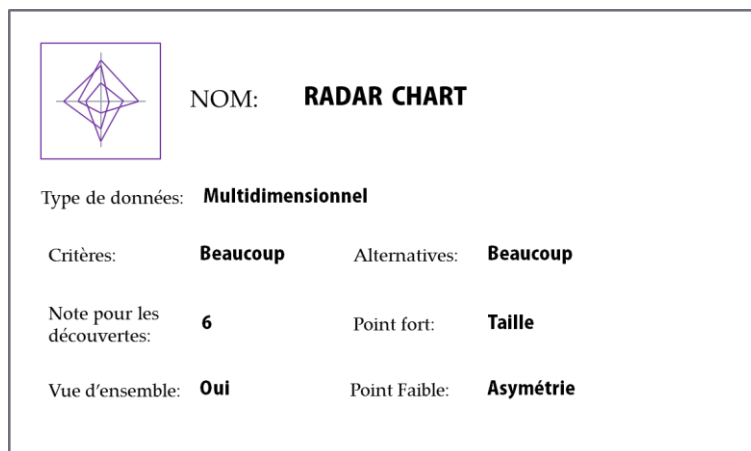 NOM: RADAR CHART
Type de données: Multidimensionnel
Critères: Beaucoup Alternatives: Beaucoup
Note pour les
découvertes: 6 Point fort: Taille
Vue d'ensemble: Oui Point Faible: Asymétrie